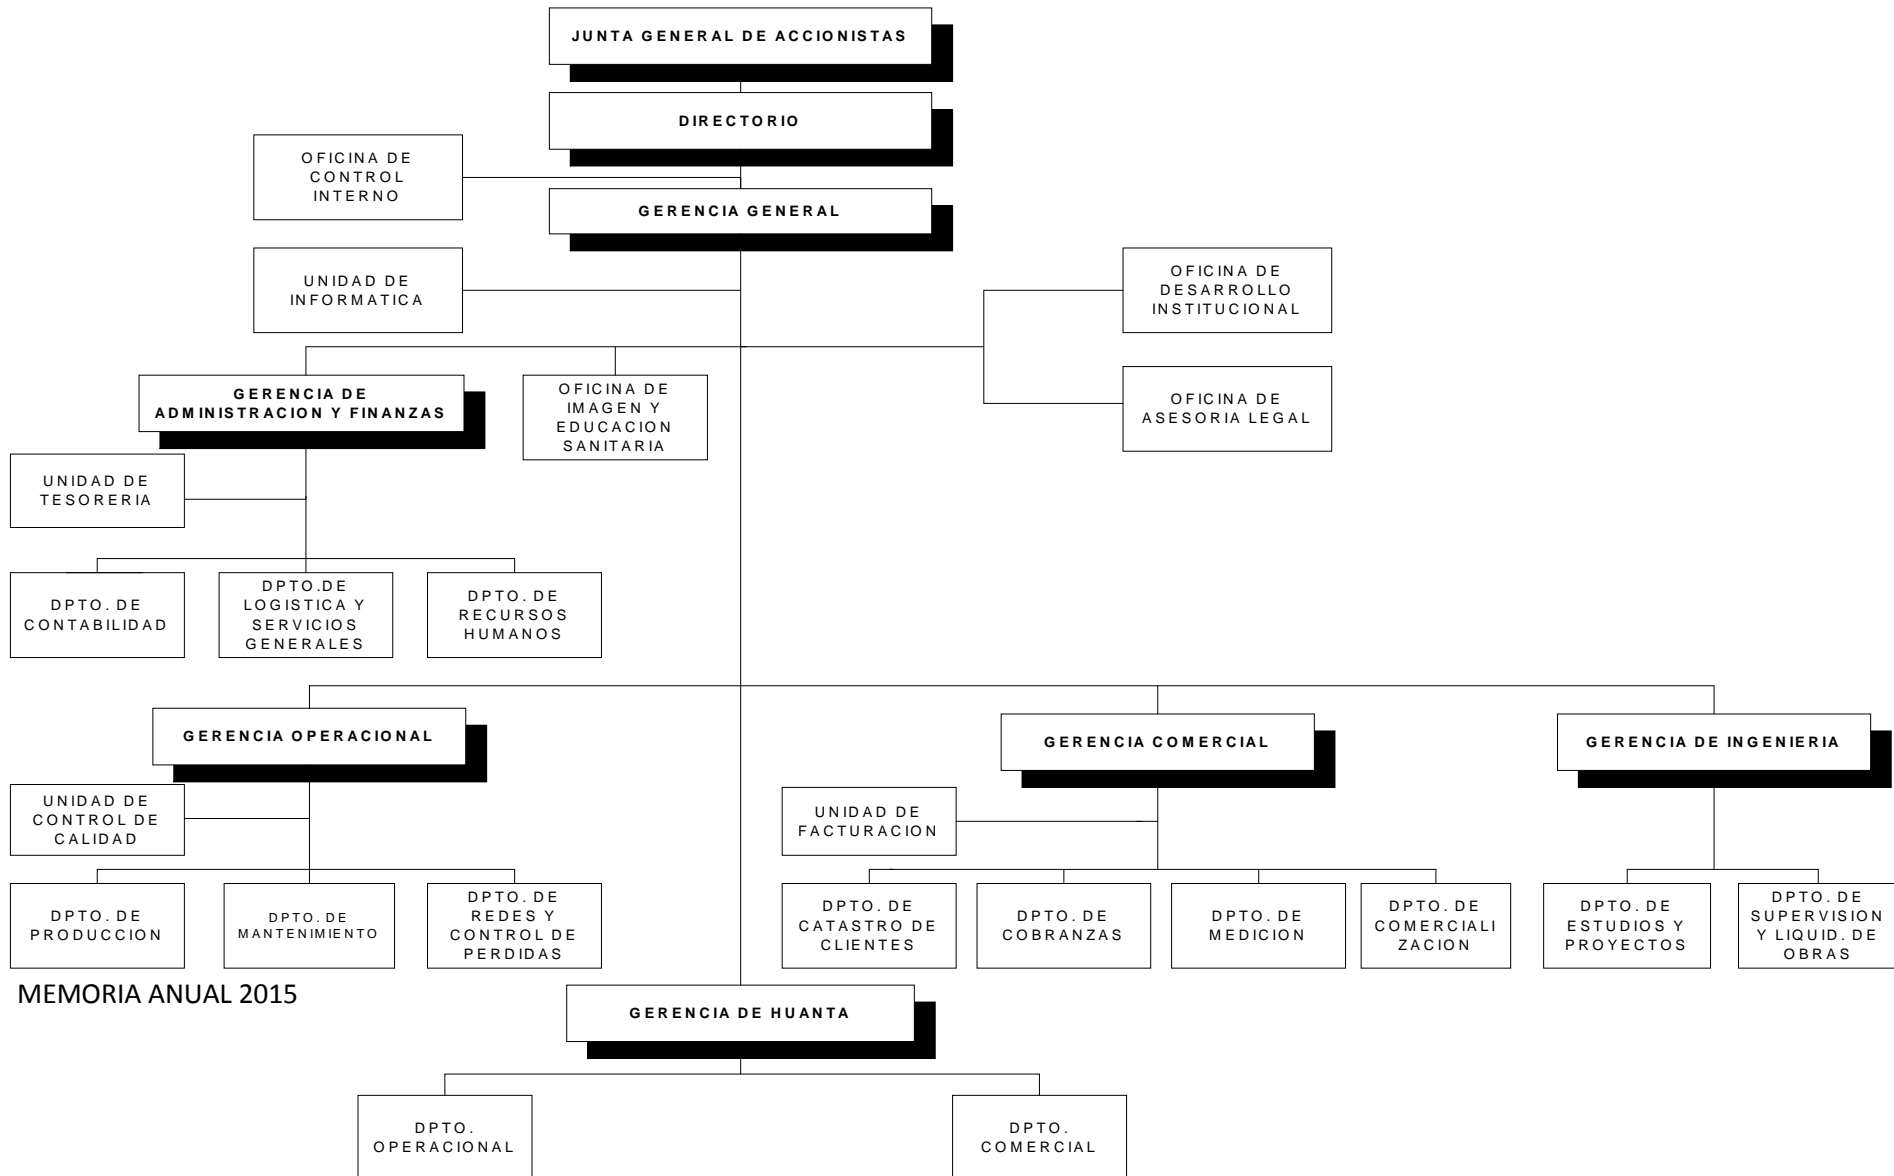 JUNTA GENERAL DE ACCIONISTAS
DIRECTORIO
OFICINA DE
CONTROL
INTERNO
GERENCIA GENERAL
UNIDAD DE
INFORMATICA
OFICINA DE
DESARROLLO
INSTITUCIONAL
GERENCIA DE
ADMINISTRACION Y FINANZAS
OFICINA DE
IMAGEN Y
EDUCACION
SANITARIA
OFICINA DE
ASESORIA LEGAL
UNIDAD DE
TESORERIA
DPTO. DE
CONTABILIDAD
DPTO.DE
LOGISTICA Y
SERVICIOS
GENERALES
DPTO. DE
RECURSOS
HUMANOS
GERENCIA OPERACIONAL
GERENCIA COMERCIAL
GERENCIA DE INGENIERIA
UNIDAD DE
CONTROL DE
CALIDAD
UNIDAD DE
FACTURACION
DPTO. DE
PRODUCCION
DPTO. DE
MANTENIMIENTO
DPTO. DE
REDES Y
CONTROL DE
PERDIDAS
DPTO. DE
CATASTRO DE
CLIENTES
DPTO. DE
COBRANZAS
DPTO. DE
MEDICION
DPTO. DE
COMERCIALI
ZACION
DPTO. DE
ESTUDIOS Y
PROYECTOS
DPTO. DE
SUPERVISION
Y LIQUID. DE
OBRAS
MEMORIA ANUAL 2015
GERENCIA DE HUANTA
DPTO.
OPERACIONAL
DPTO.
COMERCIAL